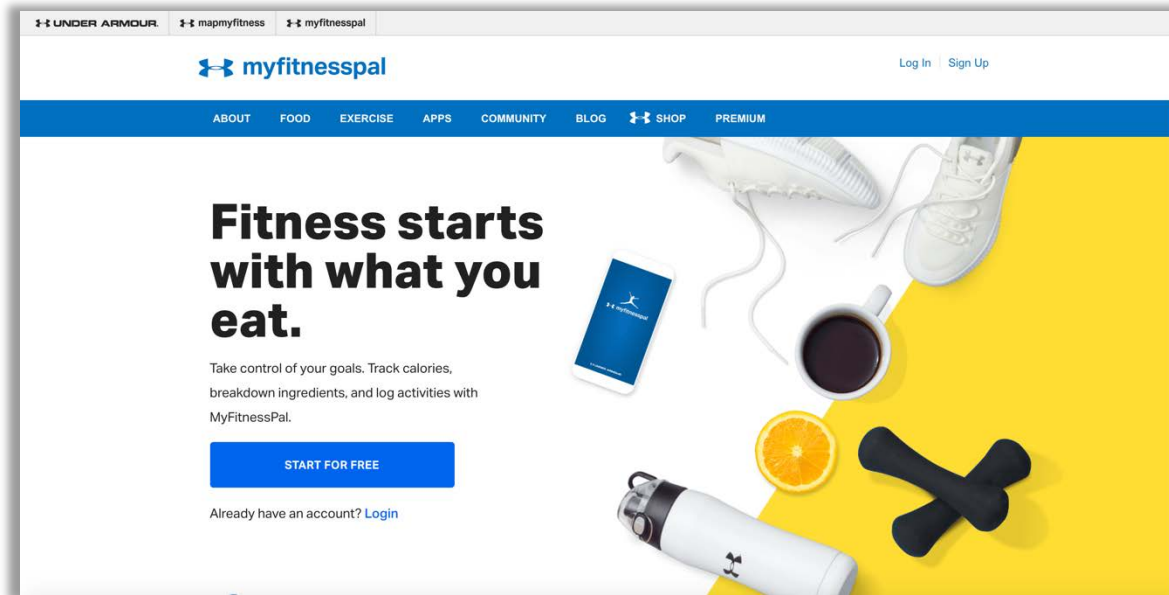 UNDER ARMOUR. mapmyfitness myfitnesspal
myfitnesspal
Log In Sign Up
ABOUT FOOD EXERCISE APPS COMMUNITY BLOG SHOP PREMIUM
Fitness starts
with what you
eat.
myfitnesspal
Take control of your goals. Track calories,
breakdown ingredients, and log activities with
MyFitnessPal.
START FOR FREE
Already have an account? Login